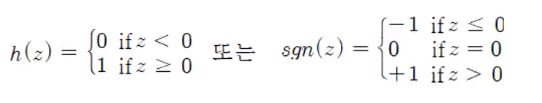 h(z) = {0 if z < 0, 1 if z ≥ 0 또는 sgn(z) = {-1 if z ≤ 0, 0 if z = 0, +1 if z > 0